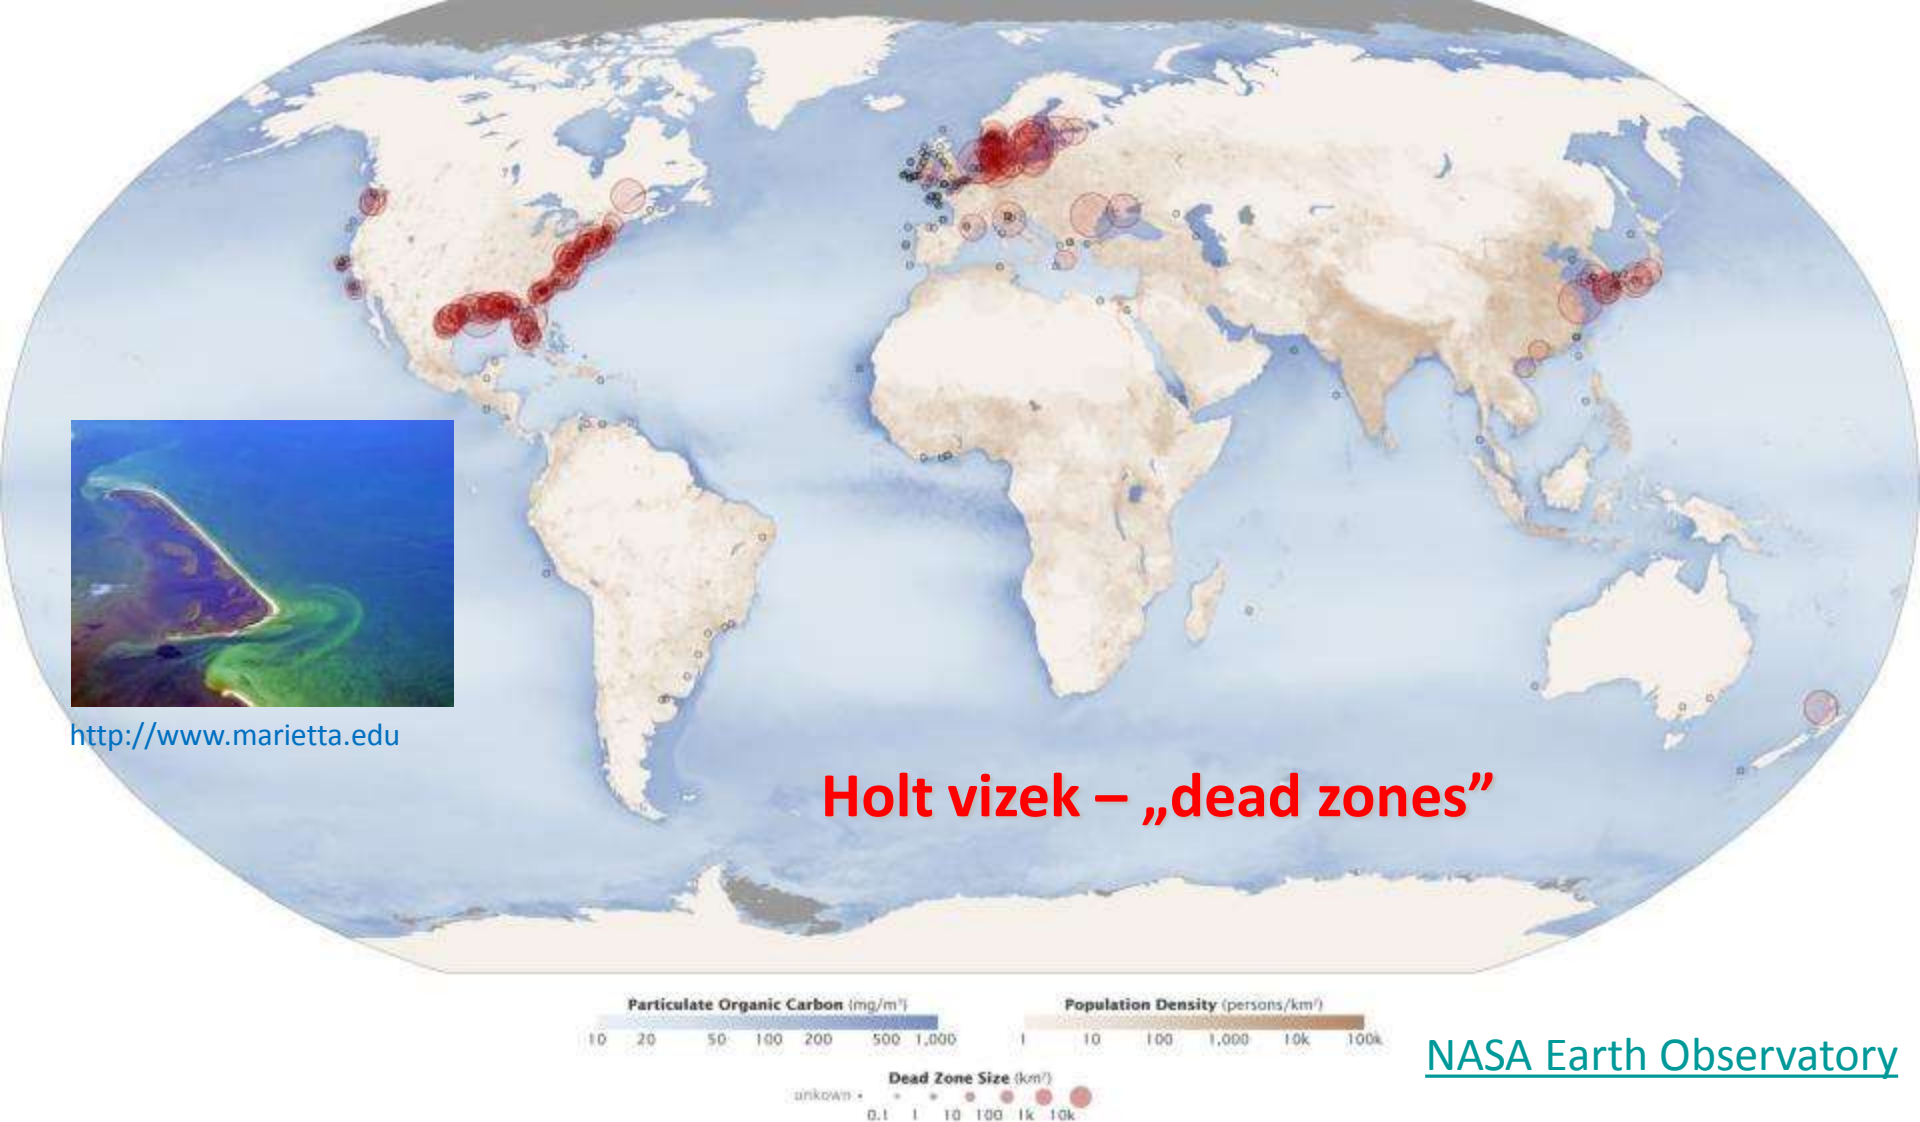 http://www.marietta.edu
Holt vizek – „dead zones”
Particulate Organic Carbon (mg/m³)
10 20 50 100 200 500 1,000
Population Density (persons/km²)
1 10 100 1,000 10k 100k
NASA Earth Observatory
Dead Zone Size (km²)
unkown
0.1 1 10 100 1k 10k